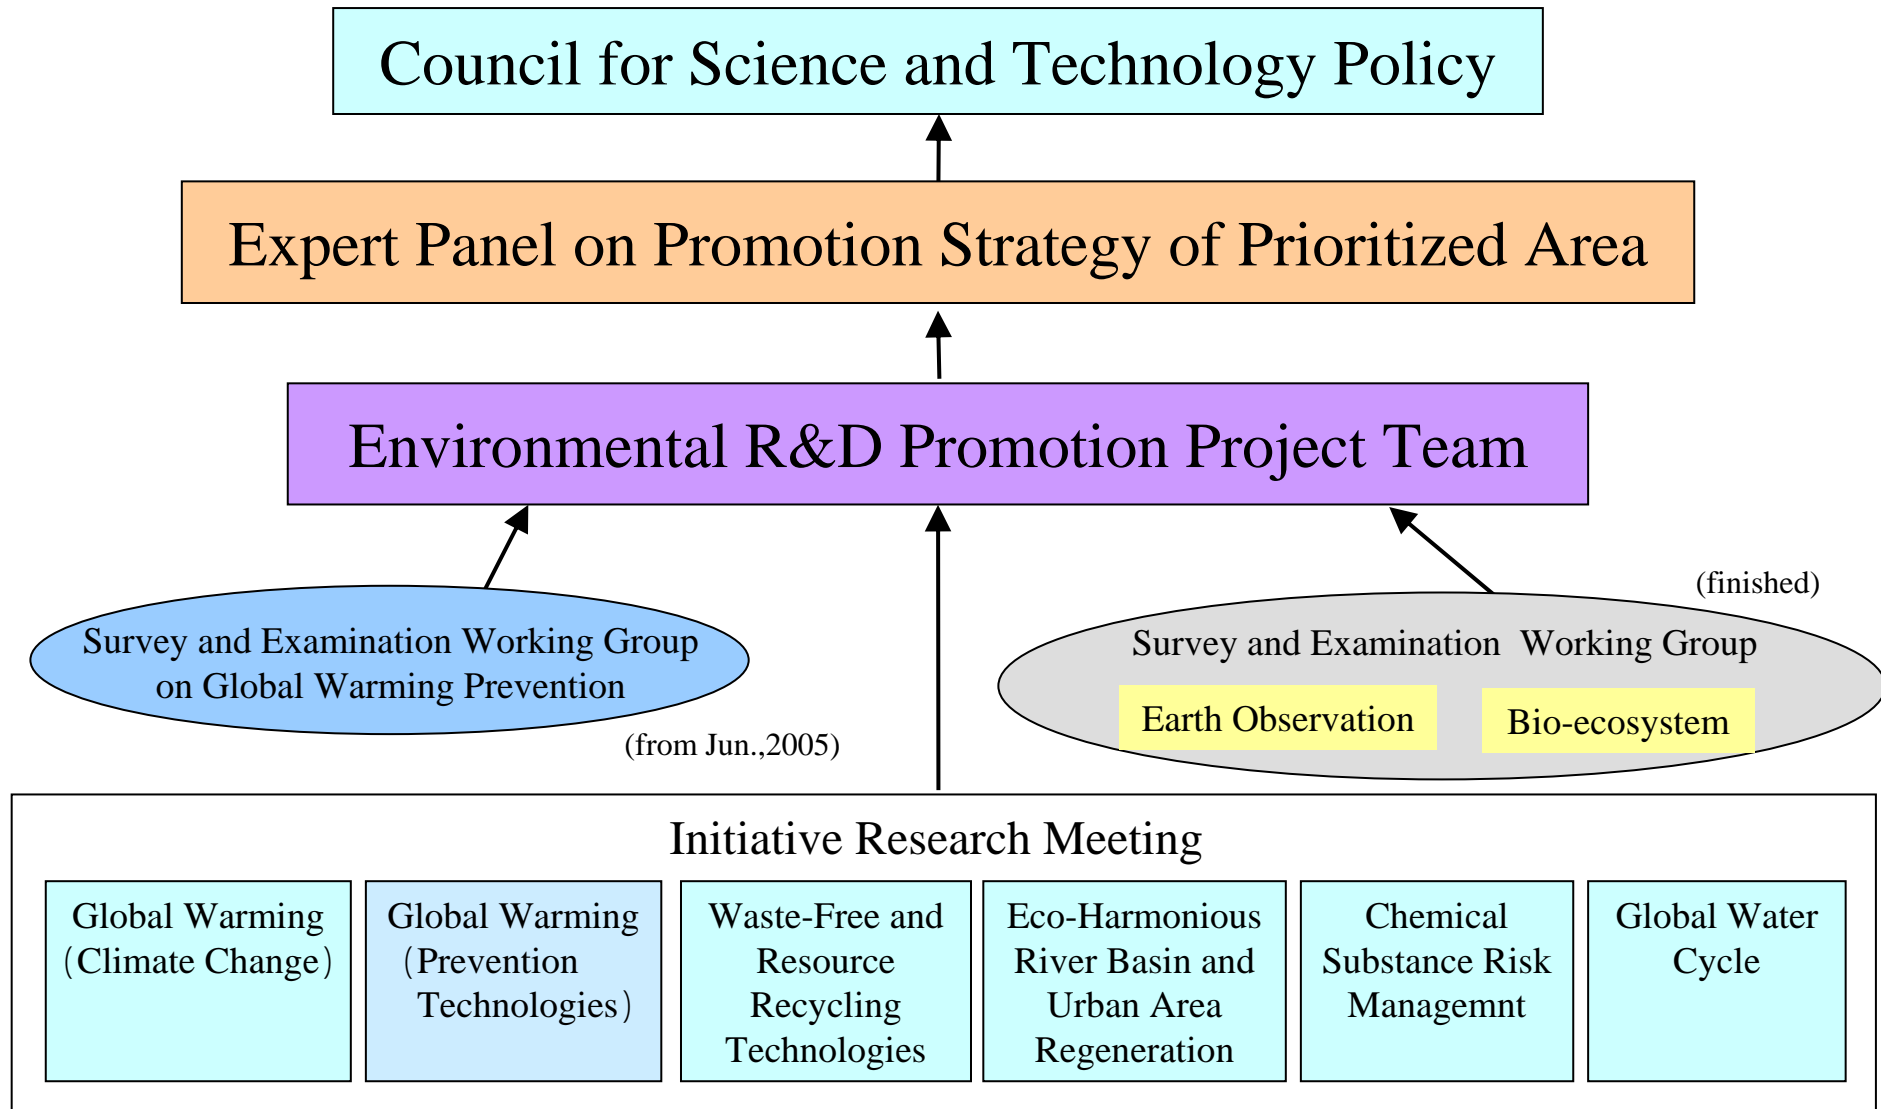 Council for Science and Technology Policy
Expert Panel on Promotion Strategy of Prioritized Area
Environmental R&D Promotion Project Team
Survey and Examination Working Group
on Global Warming Prevention
(from Jun.,2005)
(finished)
Survey and Examination Working Group
Earth Observation
Bio-ecosystem
Initiative Research Meeting
Global Warming
(Climate Change)
Global Warming
(Prevention
Technologies)
Waste-Free and
Resource
Recycling
Technologies
Eco-Harmonious
River Basin and
Urban Area
Regeneration
Chemical
Substance Risk
Managemnt
Global Water
Cycle